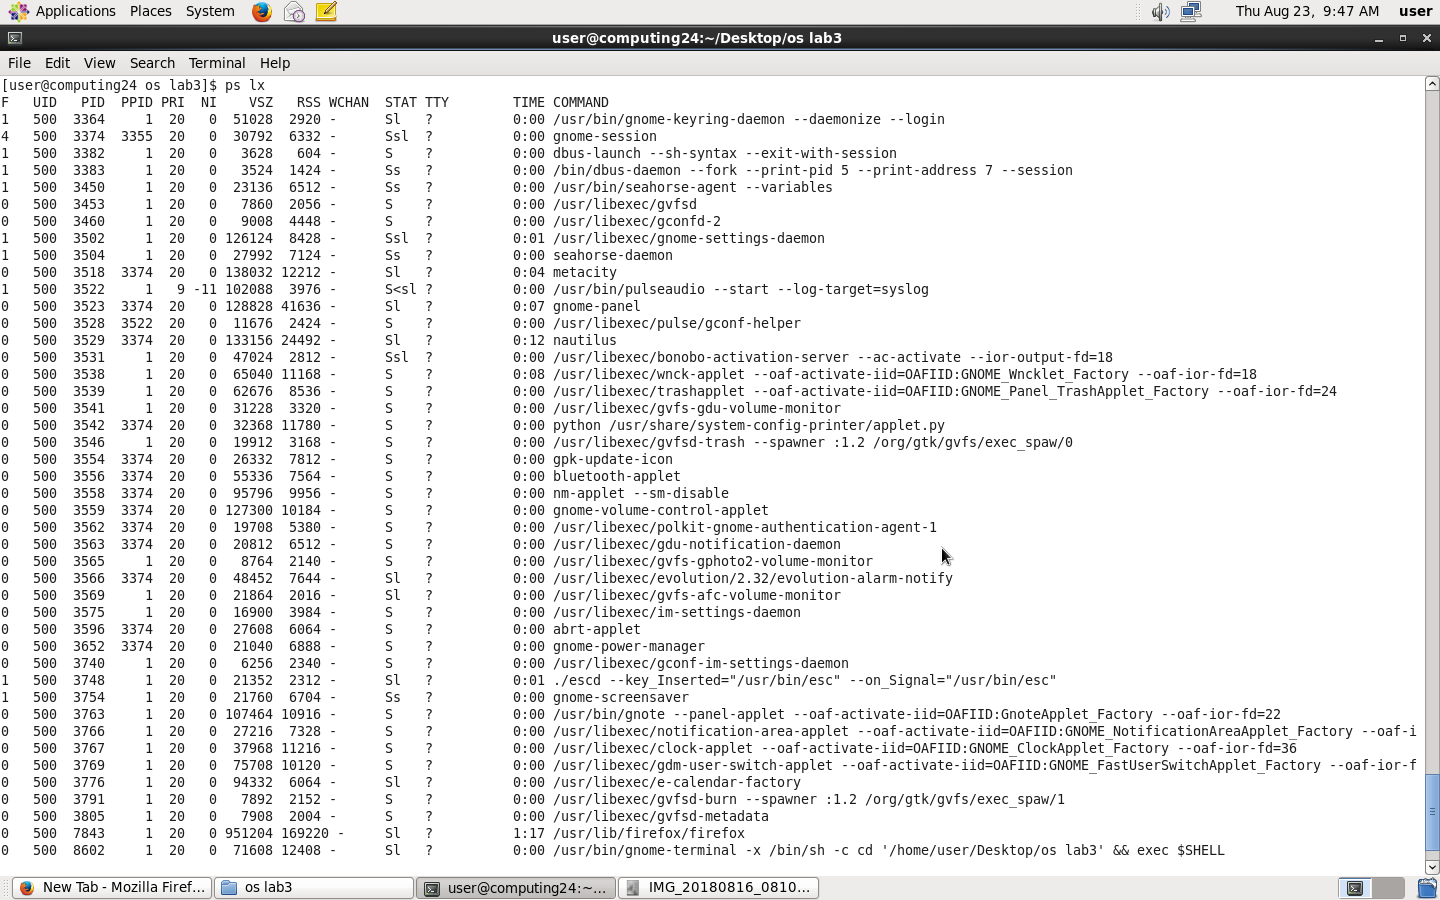 Applications Places System Thu Aug 23, 9:47 AM user
user@computing24:~/Desktop/os lab3
File Edit View Search Terminal Help
[user@computing24 os lab3]$ ps lx
F   UID   PID  PPID PRI  NI    VSZ   RSS WCHAN  STAT TTY        TIME COMMAND
1   500  3364     1  20   0  51028  2920 -      Sl   ?          0:00 /usr/bin/gnome-keyring-daemon --daemonize --login
4   500  3374  3355  20   0  30792  6332 -      Ssl  ?          0:00 gnome-session
1   500  3382     1  20   0   3628   604 -      S    ?          0:00 dbus-launch --sh-syntax --exit-with-session
1   500  3383     1  20   0   3524  1424 -      Ss   ?          0:00 /bin/dbus-daemon --fork --print-pid 5 --print-address 7 --session
1   500  3450     1  20   0  23136  6512 -      Ss   ?          0:00 /usr/bin/seahorse-agent --variables
0   500  3453     1  20   0   7860  2056 -      S    ?          0:00 /usr/libexec/gvfsd
0   500  3460     1  20   0   9008  4448 -      S    ?          0:00 /usr/libexec/gconfd-2
1   500  3502     1  20   0 126124  8428 -      Ssl  ?          0:01 /usr/libexec/gnome-settings-daemon
1   500  3504     1  20   0  27992  7124 -      Ss   ?          0:00 seahorse-daemon
0   500  3518  3374  20   0 138032 12212 -      Sl   ?          0:04 metacity
1   500  3522     1   9 -11 102088  3976 -      S<sl ?          0:00 /usr/bin/pulseaudio --start --log-target=syslog
0   500  3523  3374  20   0 128828 41636 -      Sl   ?          0:07 gnome-panel
0   500  3528  3522  20   0  11676  2424 -      S    ?          0:00 /usr/libexec/pulse/gconf-helper
0   500  3529  3374  20   0 133156 24492 -      Sl   ?          0:12 nautilus
0   500  3531     1  20   0  47024  2812 -      Ssl  ?          0:00 /usr/libexec/bonobo-activation-server --ac-activate --ior-output-fd=18
0   500  3538     1  20   0  65040 11168 -      S    ?          0:08 /usr/libexec/wnck-applet --oaf-activate-iid=OAFIID:GNOME_Wncklet_Factory --oaf-ior-fd=18
0   500  3539     1  20   0  62676  8536 -      S    ?          0:00 /usr/libexec/trashapplet --oaf-activate-iid=OAFIID:GNOME_Panel_TrashApplet_Factory --oaf-ior-fd=24
0   500  3541     1  20   0  31228  3320 -      S    ?          0:00 /usr/libexec/gvfs-gdu-volume-monitor
0   500  3542  3374  20   0  32368 11780 -      S    ?          0:00 python /usr/share/system-config-printer/applet.py
0   500  3546     1  20   0  19912  3168 -      S    ?          0:00 /usr/libexec/gvfsd-trash --spawner :1.2 /org/gtk/gvfs/exec_spaw/0
0   500  3554  3374  20   0  26332  7812 -      S    ?          0:00 gpk-update-icon
0   500  3556  3374  20   0  55336  7564 -      S    ?          0:00 bluetooth-applet
0   500  3558  3374  20   0  95796  9956 -      S    ?          0:00 nm-applet --sm-disable
0   500  3559  3374  20   0 127300 10184 -      S    ?          0:00 gnome-volume-control-applet
0   500  3562  3374  20   0  19708  5380 -      S    ?          0:00 /usr/libexec/polkit-gnome-authentication-agent-1
0   500  3563  3374  20   0  20812  6512 -      S    ?          0:00 /usr/libexec/gdu-notification-daemon
0   500  3565     1  20   0   8764  2140 -      S    ?          0:00 /usr/libexec/gvfs-gphoto2-volume-monitor
0   500  3566  3374  20   0  48452  7644 -      Sl   ?          0:00 /usr/libexec/evolution/2.32/evolution-alarm-notify
0   500  3569     1  20   0  21864  2016 -      Sl   ?          0:00 /usr/libexec/gvfs-afc-volume-monitor
0   500  3575     1  20   0  16900  3984 -      S    ?          0:00 /usr/libexec/im-settings-daemon
0   500  3596  3374  20   0  27608  6064 -      S    ?          0:00 abrt-applet
0   500  3652  3374  20   0  21040  6888 -      S    ?          0:00 gnome-power-manager
0   500  3740     1  20   0   6256  2340 -      S    ?          0:00 /usr/libexec/gconf-im-settings-daemon
1   500  3748     1  20   0  21352  2312 -      Sl   ?          0:01 ./escd --key_Inserted="/usr/bin/esc" --on_Signal="/usr/bin/esc"
1   500  3754     1  20   0  21760  6704 -      Ss   ?          0:00 gnome-screensaver
0   500  3763     1  20   0 107464 10916 -      S    ?          0:00 /usr/bin/gnote --panel-applet --oaf-activate-iid=OAFIID:GnoteApplet_Factory --oaf-ior-fd=22
0   500  3766     1  20   0  27216  7328 -      S    ?          0:00 /usr/libexec/notification-area-applet --oaf-activate-iid=OAFIID:GNOME_NotificationAreaApplet_Factory --oaf-i
0   500  3767     1  20   0  37968 11216 -      S    ?          0:00 /usr/libexec/clock-applet --oaf-activate-iid=OAFIID:GNOME_ClockApplet_Factory --oaf-ior-fd=36
0   500  3769     1  20   0  75708 10120 -      S    ?          0:00 /usr/libexec/gdm-user-switch-applet --oaf-activate-iid=OAFIID:GNOME_FastUserSwitchApplet_Factory --oaf-ior-f
0   500  3776     1  20   0  94332  6064 -      Sl   ?          0:00 /usr/libexec/e-calendar-factory
0   500  3791     1  20   0   7892  2152 -      S    ?          0:00 /usr/libexec/gvfsd-burn --spawner :1.2 /org/gtk/gvfs/exec_spaw/1
0   500  3805     1  20   0   7908  2004 -      S    ?          0:00 /usr/libexec/gvfsd-metadata
0   500  7843     1  20   0 951204 169220 -     Sl   ?          1:17 /usr/lib/firefox/firefox
0   500  8602     1  20   0  71608 12408 -      Sl   ?          0:00 /usr/bin/gnome-terminal -x /bin/sh -c cd '/home/user/Desktop/os lab3' && exec $SHELL
New Tab - Mozilla Firef... os lab3 user@computing24:~... IMG_20180816_0810...